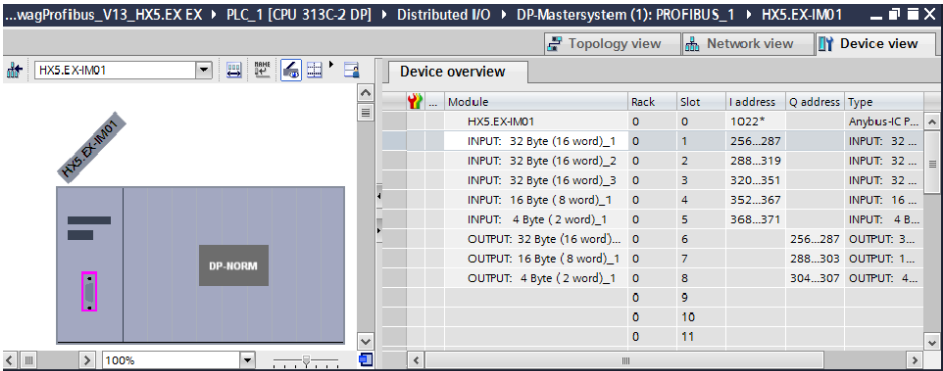 ...wagProfibus_V13_HX5.EX EX ▸ PLC_1 [CPU 313C-2 DP] ▸ Distributed I/O ▸ DP-Mastersystem (1): PROFIBUS_1 ▸ HX5.EX-IM01
Topology view Network view Device view
HX5.EX-IM01
Device overview
HX5.EX-IM01
DP-NORM
100%
... Module Rack Slot I address Q address Type
HX5.EX-IM01 0 0 1022* Anybus-IC P...
INPUT: 32 Byte (16 word)_1 0 1 256...287 INPUT: 32 ...
INPUT: 32 Byte (16 word)_2 0 2 288...319 INPUT: 32 ...
INPUT: 32 Byte (16 word)_3 0 3 320...351 INPUT: 32 ...
INPUT: 16 Byte ( 8 word)_1 0 4 352...367 INPUT: 16 ...
INPUT: 4 Byte ( 2 word)_1 0 5 368...371 INPUT: 4 B...
OUTPUT: 32 Byte (16 word)... 0 6 256...287 OUTPUT: 3...
OUTPUT: 16 Byte ( 8 word)_1 0 7 288...303 OUTPUT: 1...
OUTPUT: 4 Byte ( 2 word)_1 0 8 304...307 OUTPUT: 4...
0 9
0 10
0 11